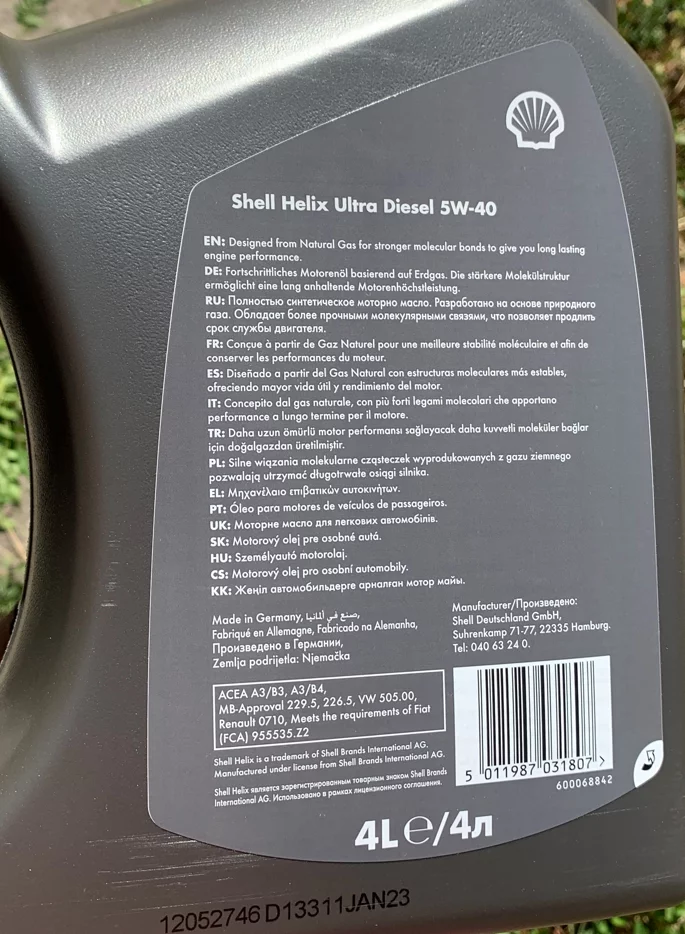 Shell Helix Ultra Diesel 5W-40
EN: Designed from Natural Gas for stronger molecular bonds to give you long lasting
engine performance.
DE: Fortschrittliches Motorenöl basierend auf Erdgas. Die stärkere Molekülstruktur
ermöglicht eine lang anhaltende Motorenhöchstleistung.
RU: Полностью синтетическое моторно масло. Разработано на основе природного
газа. Обладает более прочными молекулярными связями, что позволяет продлить
срок службы двигателя.
FR: Conçue à partir de Gaz Naturel pour une meilleure stabilité moléculaire et afin de
conserver les performances du moteur.
ES: Diseñado a partir del Gas Natural con estructuras moleculares más estables,
ofreciendo mayor vida útil y rendimiento del motor.
IT: Concepito dal gas naturale, con più forti legami molecolari che apportano
performance a lungo termine per il motore.
TR: Daha uzun ömürlü motor performansı sağlayacak daha kuvvetli moleküler bağlar
için doğalgazdan üretilmiştir.
PL: Silne wiązania molekularne cząsteczek wyprodukowanych z gazu ziemnego
pozwalają utrzymać długotrwałe osiągi silnika.
EL: Μηχανέλαιο επιβατικών αυτοκινήτων.
PT: Óleo para motores de veículos de passageiros.
UK: Моторне масло для легкових автомобілів.
SK: Motorový olej pre osobné autá.
HU: Személyautó motorolaj.
CS: Motorový olej pro osobní automobily.
KK: Жеңіл автомобильдерге арналған мотор майы.
Made in Germany, صنع في ألمانيا,
Fabriqué en Allemagne, Fabricado na Alemanha,
Произведено в Германии,
Zemlja podrijetla: Njemačka
Manufacturer/Произведено:
Shell Deutschland GmbH,
Suhrenkamp 71-77, 22335 Hamburg.
Tel: 040 63 24 0.
ACEA A3/B3, A3/B4,
MB-Approval 229.5, 226.5, VW 505.00,
Renault 0710, Meets the requirements of Fiat
(FCA) 955535.Z2
Shell Helix is a trademark of Shell Brands International AG.
Manufactured under license from Shell Brands International AG.
Shell Helix является зарегистрированным товарным знаком Shell Brands
International AG. Использовано в рамках лицензионного соглашения.
5 011987 031807 >
600068842
4L e/4л
12052746 D13311JAN23